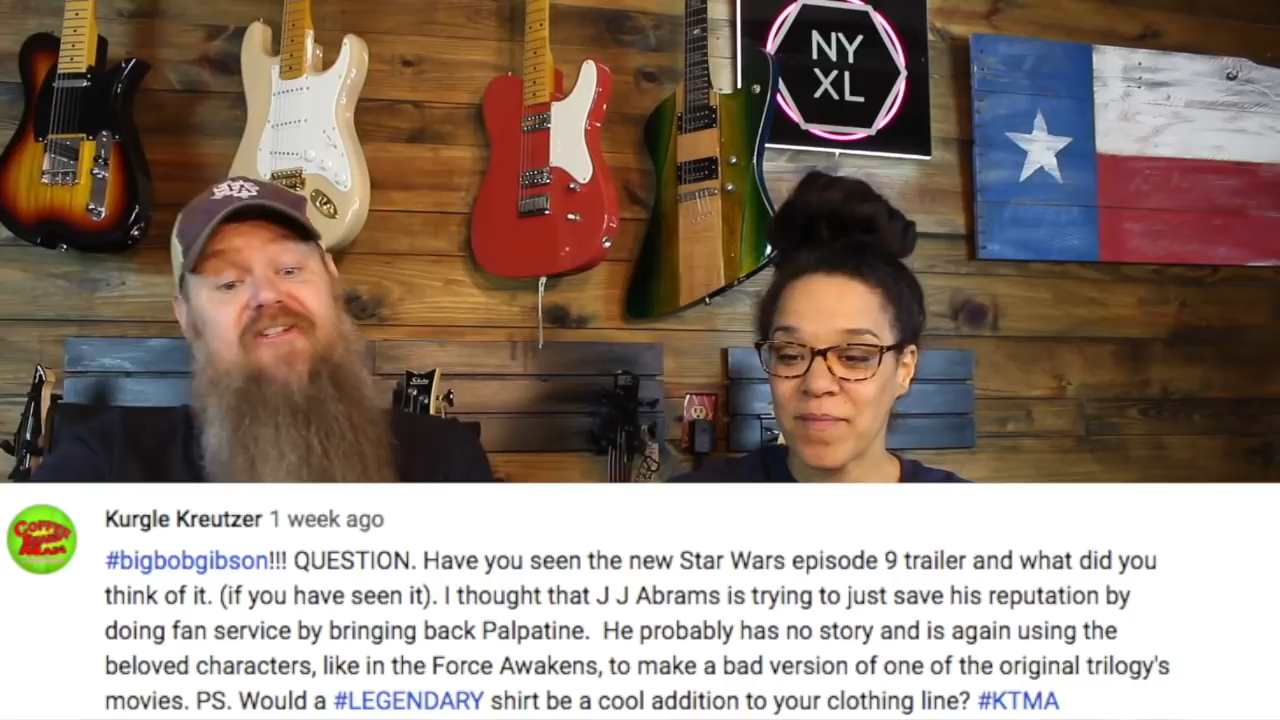 NY
XL
Kurgle Kreutzer 1 week ago
#bigbobgibson!!! QUESTION. Have you seen the new Star Wars episode 9 trailer and what did you
think of it. (if you have seen it). I thought that J J Abrams is trying to just save his reputation by
doing fan service by bringing back Palpatine.  He probably has no story and is again using the
beloved characters, like in the Force Awakens, to make a bad version of one of the original trilogy's
movies. PS. Would a #LEGENDARY shirt be a cool addition to your clothing line? #KTMA